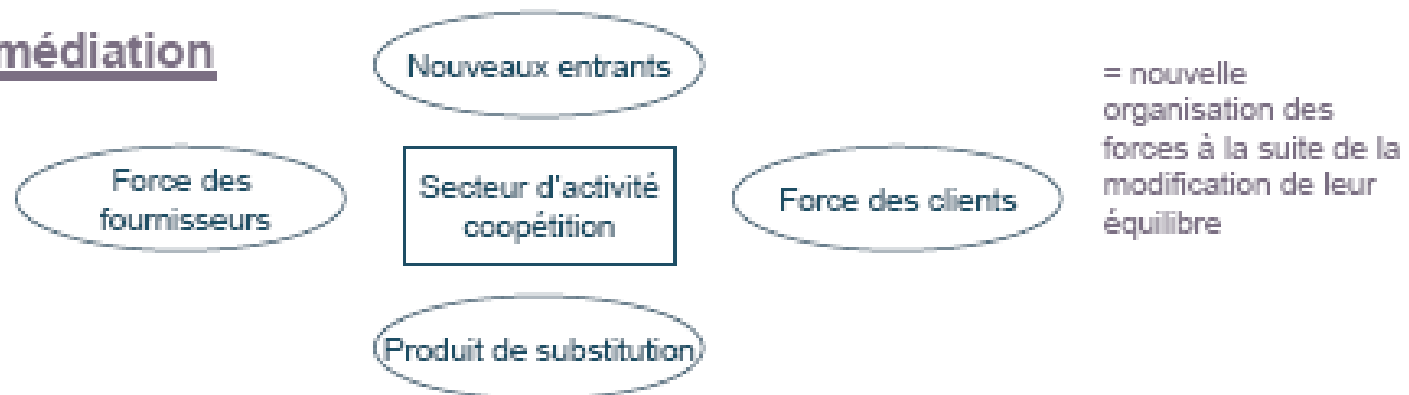 médiation
Nouveaux entrants
= nouvelle
organisation des
forces à la suite de la
modification de leur
équilibre
Force des
fournisseurs
Secteur d'activité
coopétition
Force des clients
Produit de substitution